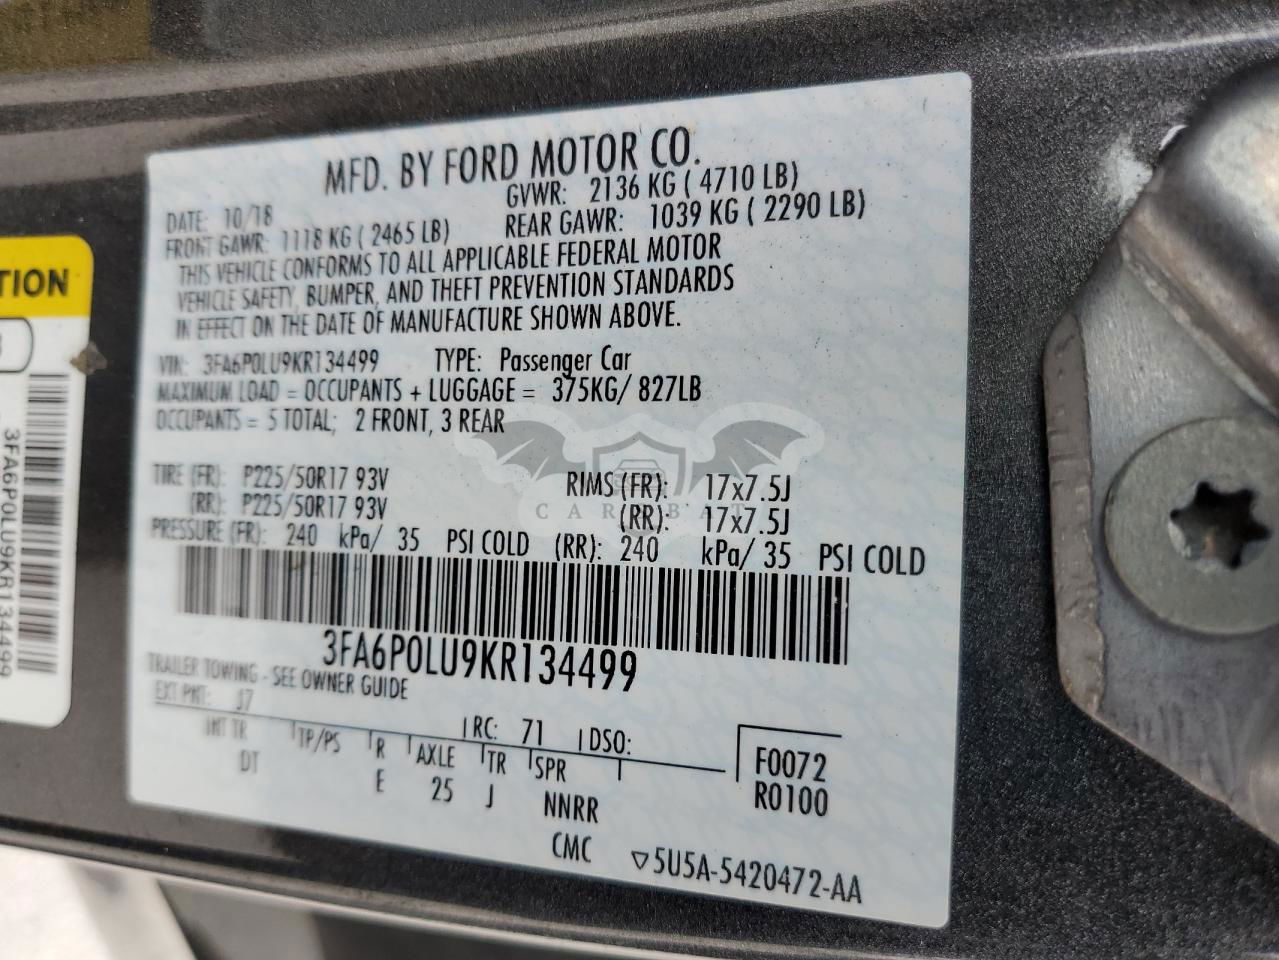 MFD. BY FORD MOTOR CO.
DATE: 10/18 GVWR: 2136 KG ( 4710 LB)
FRONT GAWR: 1118 KG ( 2465 LB) REAR GAWR: 1039 KG ( 2290 LB)
THIS VEHICLE CONFORMS TO ALL APPLICABLE FEDERAL MOTOR
VEHICLE SAFETY, BUMPER, AND THEFT PREVENTION STANDARDS
IN EFFECT ON THE DATE OF MANUFACTURE SHOWN ABOVE.
VIN: 3FA6P0LU9KR134499 TYPE: Passenger Car
MAXIMUM LOAD = OCCUPANTS + LUGGAGE = 375KG/ 827LB
OCCUPANTS = 5 TOTAL; 2 FRONT, 3 REAR
TIRE (FR): P225/50R17 93V RIMS (FR): 17x7.5J
(RR): P225/50R17 93V (RR): 17x7.5J
CAR BAT
PRESSURE (FR): 240 kPa/ 35 PSI COLD (RR): 240 kPa/ 35 PSI COLD
3FA6P0LU9KR134499
TRAILER TOWING - SEE OWNER GUIDE
EXT PNT: J7 RC: 71 DSO:
INT TR TP/PS R AXLE TR SPR F0072
DT E 25 J NNRR R0100
CMC ▽5U5A-5420472-AA
TION
3FA6P0LU9KR134499